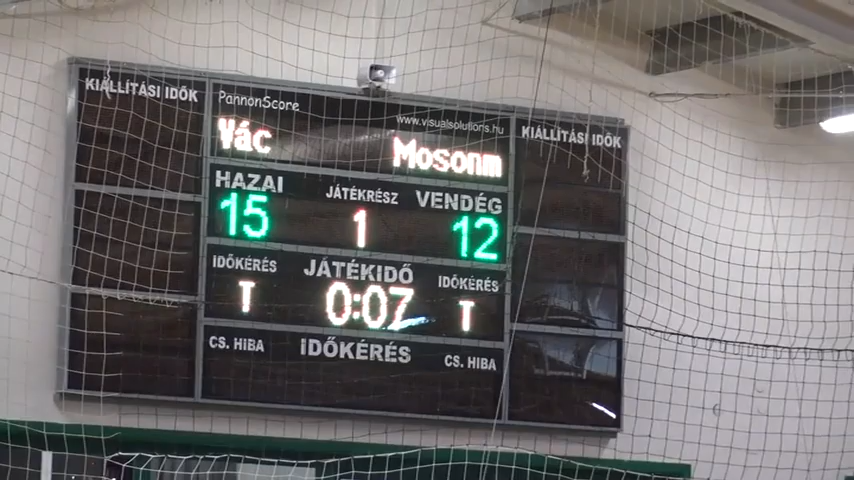 KIÁLLÍTÁSI IDŐK
PannonScore
www.visualsolutions.hu
KIÁLLÍTÁSI IDŐK
Vác
Mosonm
HAZAI
JÁTÉKRÉSZ
VENDÉG
15
1
12
IDŐKÉRÉS
JÁTÉKIDŐ
IDŐKÉRÉS
T
0:07
T
CS. HIBA
IDŐKÉRÉS
CS. HIBA